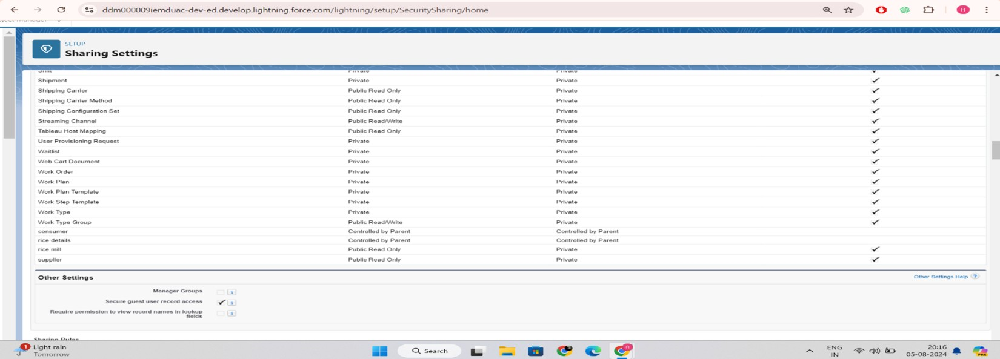 ddm000009iemduac-dev-ed.develop.lightning.force.com/lightning/setup/SecuritySharing/home
R
SETUP
Sharing Settings
Shift Private Private
Shipment Private Private
Shipping Carrier Public Read Only Private
Shipping Carrier Method Public Read Only Private
Shipping Configuration Set Public Read Only Private
Streaming Channel Public Read/Write Private
Tableau Host Mapping Public Read Only Private
User Provisioning Request Private Private
Waitlist Private Private
Web Cart Document Private Private
Work Order Private Private
Work Plan Private Private
Work Plan Template Private Private
Work Step Template Private Private
Work Type Private Private
Work Type Group Public Read/Write Private
consumer Controlled by Parent Controlled by Parent
rice details Controlled by Parent Controlled by Parent
rice mill Public Read Only Private
supplier Public Read Only Private
Other Settings
Other Settings Help ?
Manager Groups
Secure guest user record access
Require permission to view record names in lookup
fields
Sharing Rules
1
Light rain
Tomorrow
Search
R
ENG
IN
20:16
05-08-2024
PRE